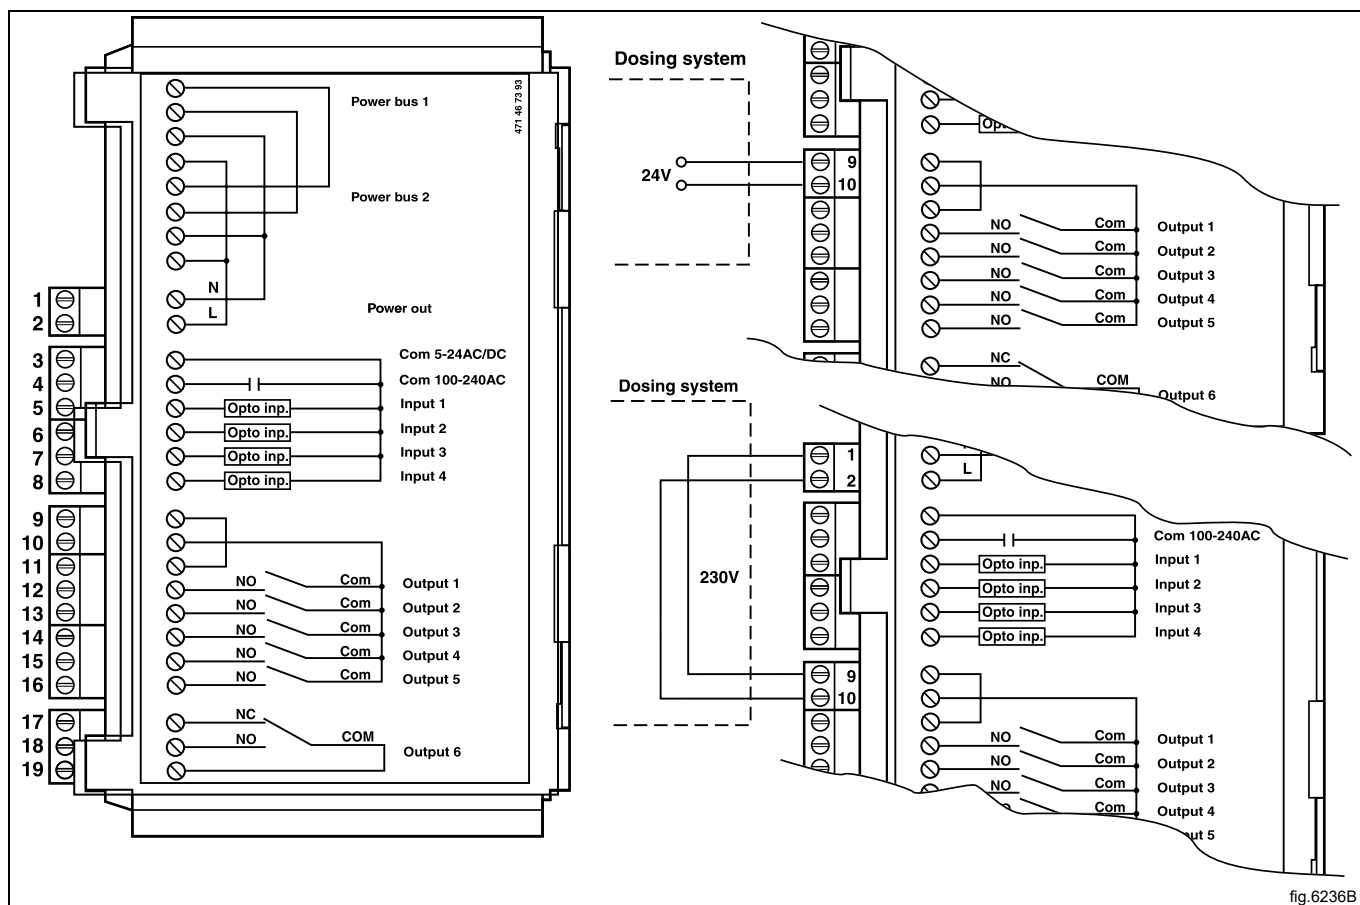 471 46 73 93
Power bus 1
Power bus 2
N
L
Power out
1
2
3
4
5
6
7
8
9
10
11
12
13
14
15
16
17
18
19
Com 5-24AC/DC
Com 100-240AC
Opto inp. Input 1
Opto inp. Input 2
Opto inp. Input 3
Opto inp. Input 4
NO Com Output 1
NO Com Output 2
NO Com Output 3
NO Com Output 4
NO Com Output 5
NC
NO COM Output 6
Dosing system
24V
9
10
NO Com Output 1
NO Com Output 2
NO Com Output 3
NO Com Output 4
NO Com Output 5
NC
NO COM Output 6
Dosing system
230V
1
2
9
10
L
Com 100-240AC
Opto inp. Input 1
Opto inp. Input 2
Opto inp. Input 3
Opto inp. Input 4
NO Com Output 1
NO Com Output 2
NO Com Output 3
Com Output 4
5
fig.6236B